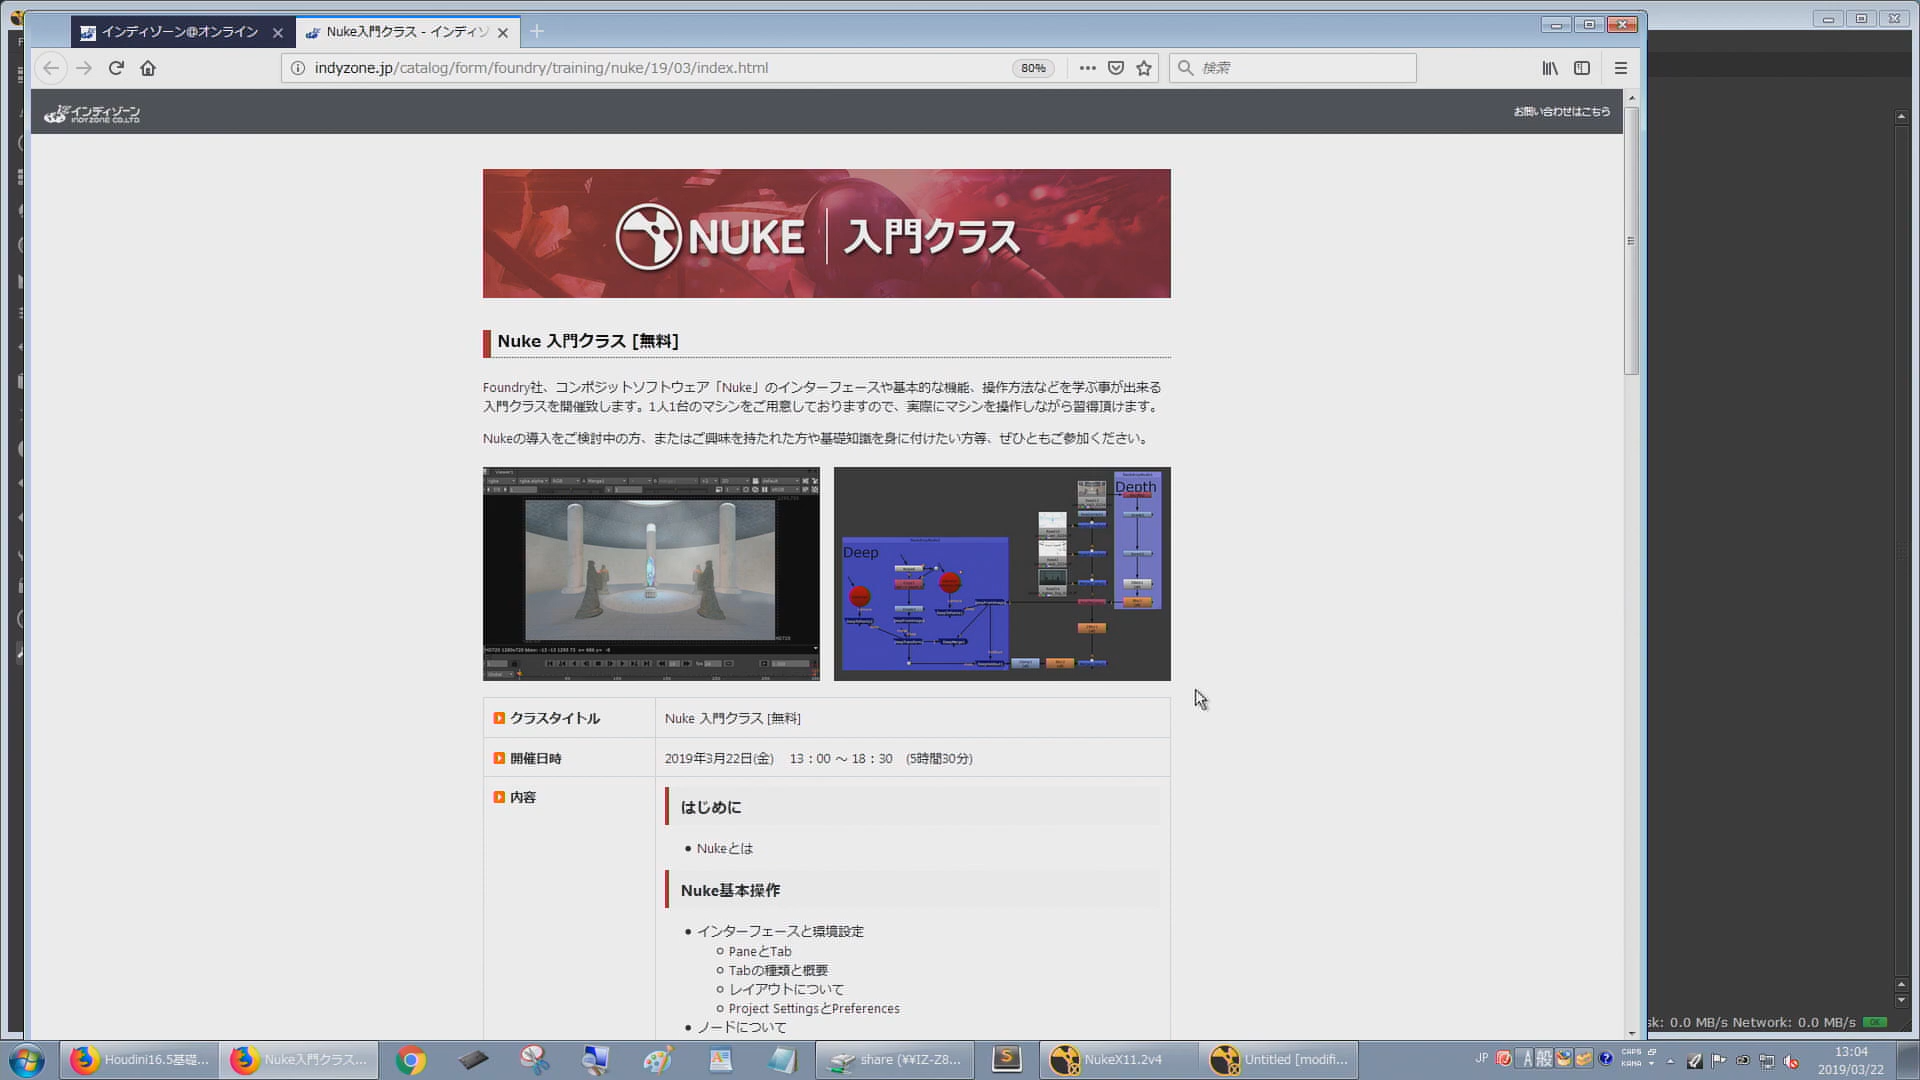 インディゾーン@オンライン
Nuke入門クラス - インディソ
indyzone.jp/catalog/form/foundry/training/nuke/19/03/index.html
80%
検索
インディゾーン
INDYZONE CO.,LTD
お問い合わせはこちら
NUKE 入門クラス
Nuke 入門クラス [無料]
Foundry社、コンポジットソフトウェア「Nuke」のインターフェースや基本的な機能、操作方法などを学ぶ事が出来る
入門クラスを開催致します。1人1台のマシンをご用意しておりますので、実際にマシンを操作しながら習得頂けます。
Nukeの導入をご検討中の方、またはご興味を持たれた方や基礎知識を身に付けたい方等、ぜひともご参加ください。
Depth
Deep
クラスタイトル
Nuke 入門クラス [無料]
開催日時
2019年3月22日(金) 13：00 ～ 18：30 (5時間30分)
内容
はじめに
• Nukeとは
Nuke基本操作
• インターフェースと環境設定
PaneとTab
Tabの種類と概要
レイアウトについて
Project SettingsとPreferences
• ノードについて
sk: 0.0 MB/s Network: 0.0 MB/s
OK
Houdini16.5基礎...
Nuke入門クラス...
share (¥¥IZ-Z8...
NukeX11.2v4
Untitled [modifi...
JP
A 般
CAPS
KANA
13:04
2019/03/22